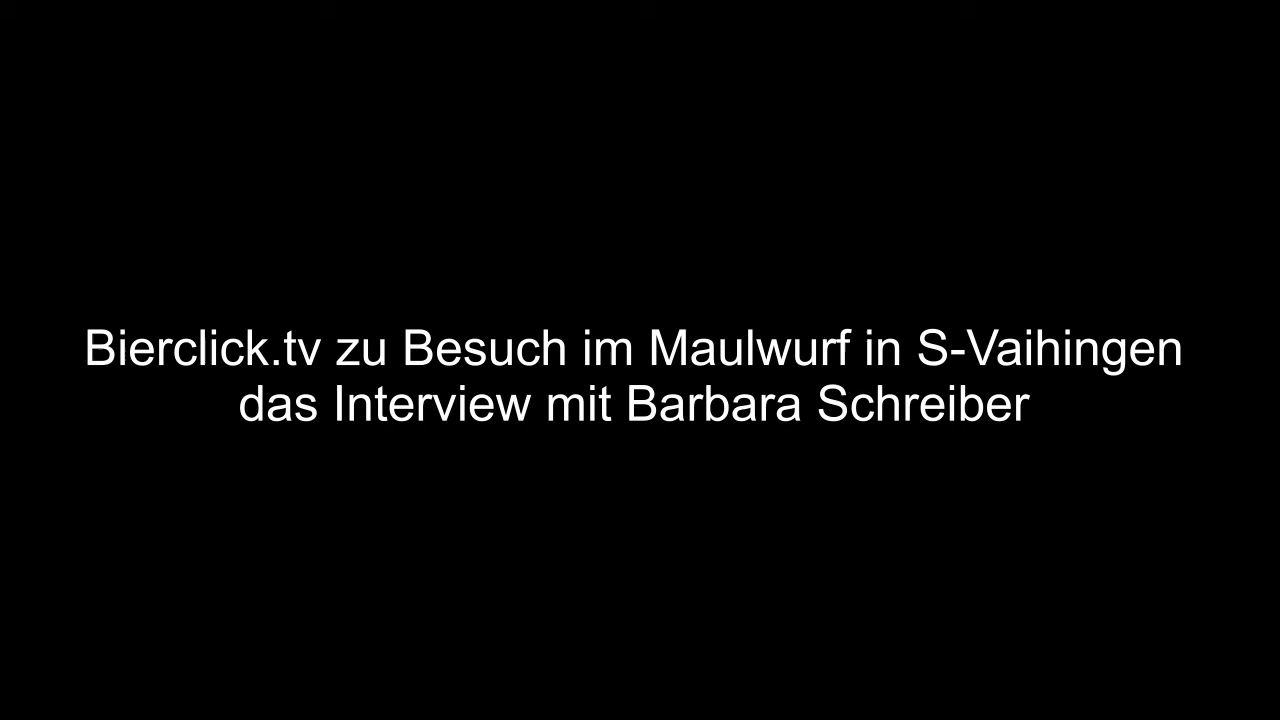 Bierclick.tv zu Besuch im Maulwurf in S-Vaihingen
das Interview mit Barbara Schreiber